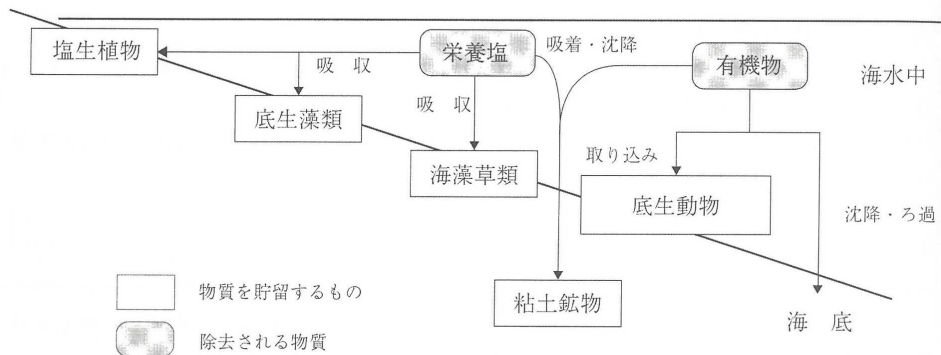 塩生植物
栄養塩
吸着・沈降
有機物
海水中
吸 収
底生藻類
吸 収
海藻草類
取り込み
底生動物
沈降・ろ過
物質を貯留するもの
粘土鉱物
除去される物質
海 底